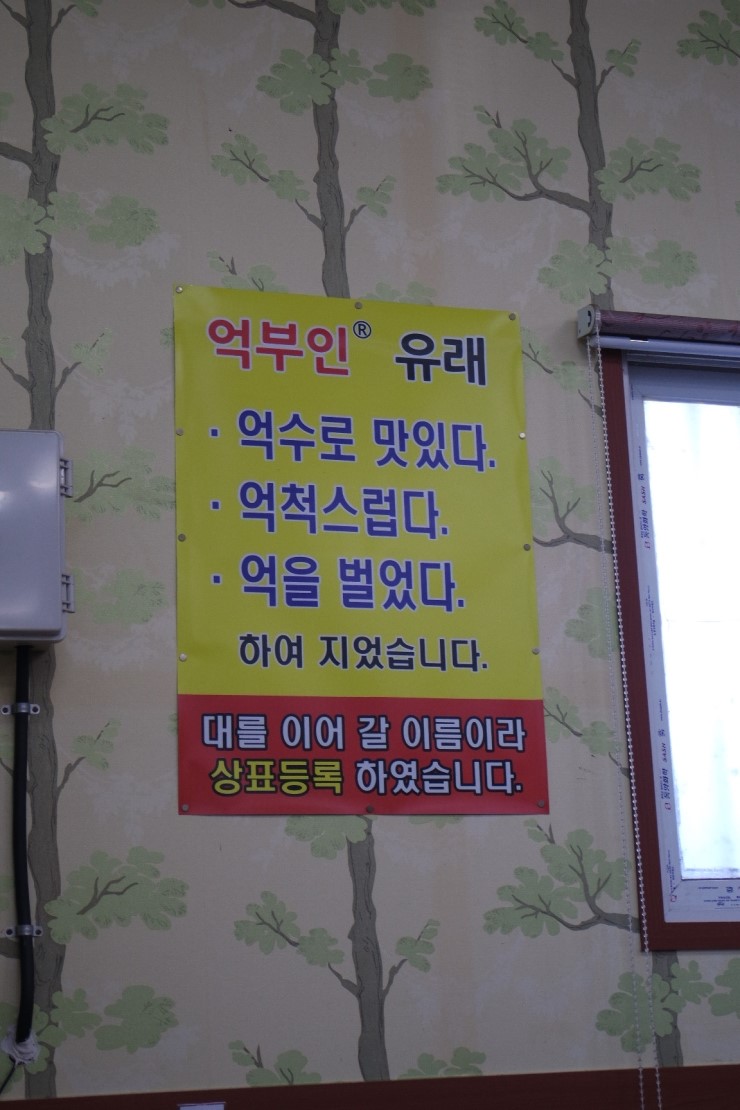 억부인® 유래
· 억수로 맛있다.
· 억척스럽다.
· 억을 벌었다.
하여 지었습니다.
대를 이어 갈 이름이라
상표등록 하였습니다.